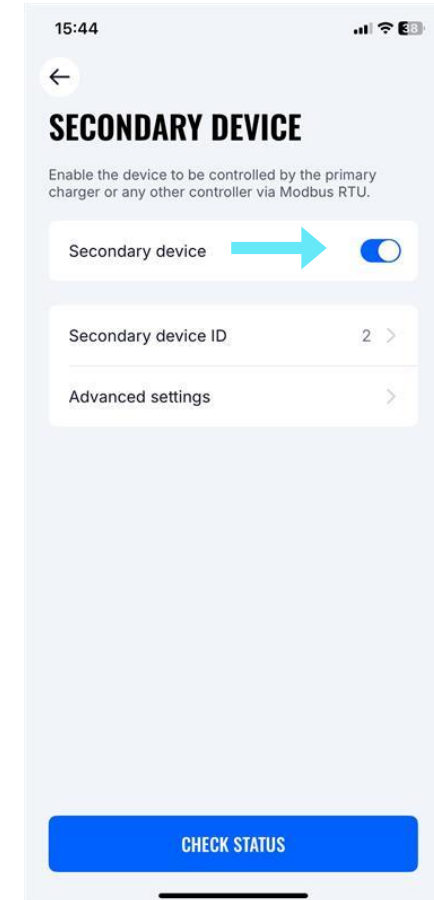 15:44
38
SECONDARY DEVICE
Enable the device to be controlled by the primary
charger or any other controller via Modbus RTU.
Secondary device
Secondary device ID 2
Advanced settings
CHECK STATUS